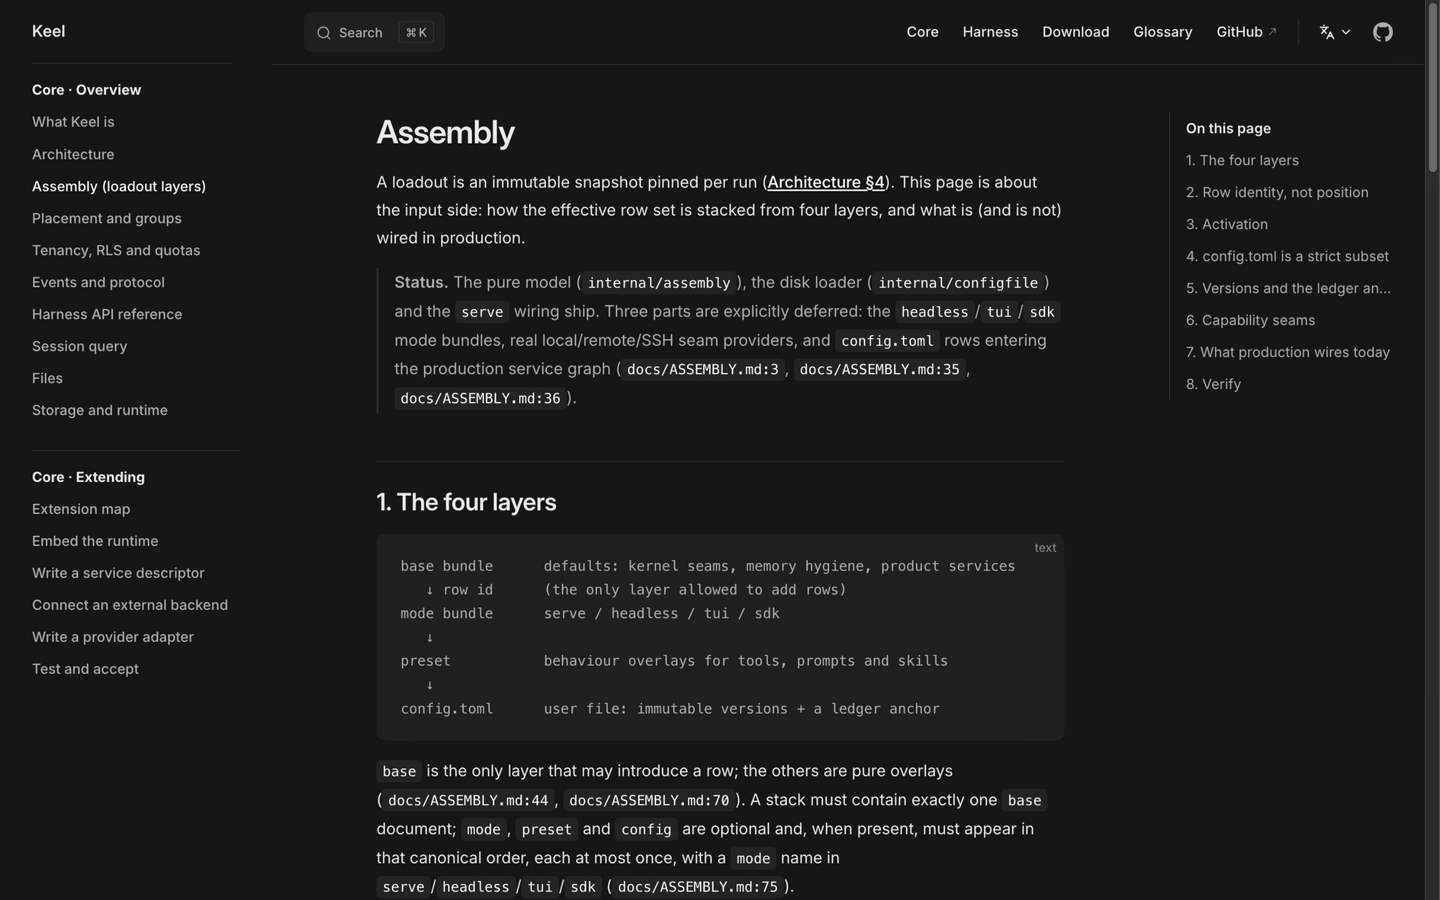 Keel
Search ⌘ K
Core Harness Download Glossary GitHub ↗
Core · Overview
What Keel is
Architecture
Assembly (loadout layers)
Placement and groups
Tenancy, RLS and quotas
Events and protocol
Harness API reference
Session query
Files
Storage and runtime
Core · Extending
Extension map
Embed the runtime
Write a service descriptor
Connect an external backend
Write a provider adapter
Test and accept
Assembly
A loadout is an immutable snapshot pinned per run (Architecture §4). This page is about
the input side: how the effective row set is stacked from four layers, and what is (and is not)
wired in production.
Status. The pure model ( internal/assembly ), the disk loader ( internal/configfile )
and the serve wiring ship. Three parts are explicitly deferred: the headless / tui / sdk
mode bundles, real local/remote/SSH seam providers, and config.toml rows entering
the production service graph ( docs/ASSEMBLY.md:3 , docs/ASSEMBLY.md:35 ,
docs/ASSEMBLY.md:36 ).
1. The four layers
text
base bundle defaults: kernel seams, memory hygiene, product services
↓ row id (the only layer allowed to add rows)
mode bundle serve / headless / tui / sdk
↓
preset behaviour overlays for tools, prompts and skills
↓
config.toml user file: immutable versions + a ledger anchor
base is the only layer that may introduce a row; the others are pure overlays
( docs/ASSEMBLY.md:44 , docs/ASSEMBLY.md:70 ). A stack must contain exactly one base
document; mode , preset and config are optional and, when present, must appear in
that canonical order, each at most once, with a mode name in
serve / headless / tui / sdk ( docs/ASSEMBLY.md:75 ).
On this page
1. The four layers
2. Row identity, not position
3. Activation
4. config.toml is a strict subset
5. Versions and the ledger an...
6. Capability seams
7. What production wires today
8. Verify